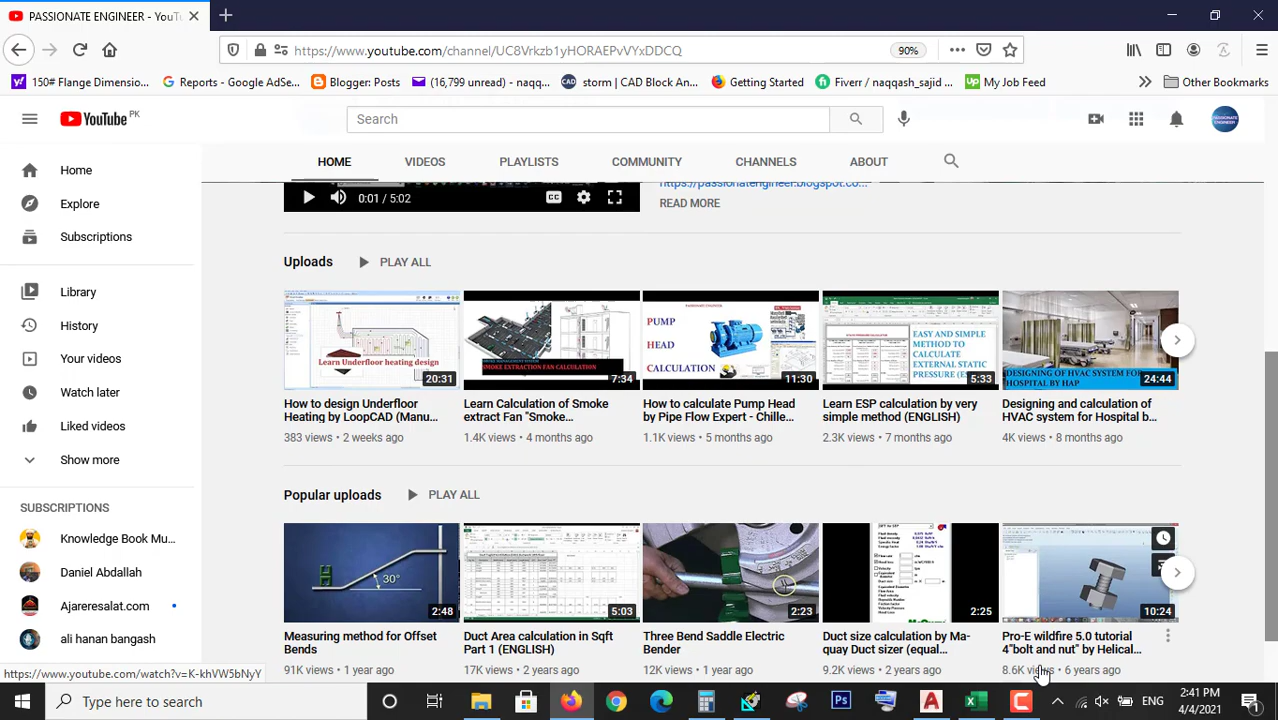 PASSIONATE ENGINEER - YouTu
https://www.youtube.com/channel/UC8Vrkzb1yHORAEPvVYxDDCQ
90%
150# Flange Dimensio...
Reports - Google AdSe...
Blogger: Posts
(16,799 unread) - naqq...
storm | CAD Block An...
Getting Started
Fiverr / naqqash_sajid ...
My Job Feed
Other Bookmarks
YouTube PK
Search
HOME
VIDEOS
PLAYLISTS
COMMUNITY
CHANNELS
ABOUT
Home
Explore
Subscriptions
Library
History
Your videos
Watch later
Liked videos
Show more
SUBSCRIPTIONS
Knowledge Book Mu...
Daniel Abdallah
Ajareresalat.com
ali hanan bangash
https://www.youtube.com/watch?v=K-khVW5bNyY
0:01 / 5:02
https://passionatengineer.blogspot.co...
READ MORE
Uploads
PLAY ALL
Learn Underfloor heating design
20:31
How to design Underfloor
Heating by LoopCAD (Manu...
383 views • 2 weeks ago
SMOKE EXTRACTION FAN CALCULATION
7:34
Learn Calculation of Smoke
extract Fan "Smoke...
1.4K views • 4 months ago
PUMP
HEAD
CALCULATION
11:30
How to calculate Pump Head
by Pipe Flow Expert - Chille...
1.1K views • 5 months ago
EASY AND SIMPLE
METHOD TO
CALCULATE
EXTERNAL STATIC
PRESSURE (ES
5:33
Learn ESP calculation by very
simple method (ENGLISH)
2.3K views • 7 months ago
DESIGNING OF HVAC SYSTEM FOR
HOSPITAL BY HAP
24:44
Designing and calculation of
HVAC system for Hospital b...
4K views • 8 months ago
Popular uploads
PLAY ALL
H
30°
2:48
Measuring method for Offset
Bends
91K views • 1 year ago
5:03
Duct Area calculation in Sqft
Part 1 (ENGLISH)
17K views • 2 years ago
2:23
Three Bend Saddle Electric
Bender
12K views • 1 year ago
2:25
Duct size calculation by Ma-
quay Duct sizer (equal...
9.2K views • 2 years ago
10:24
Pro-E wildfire 5.0 tutorial
4"bolt and nut" by Helical...
8.6K views • 6 years ago
Type here to search
ENG
2:41 PM
4/4/2021